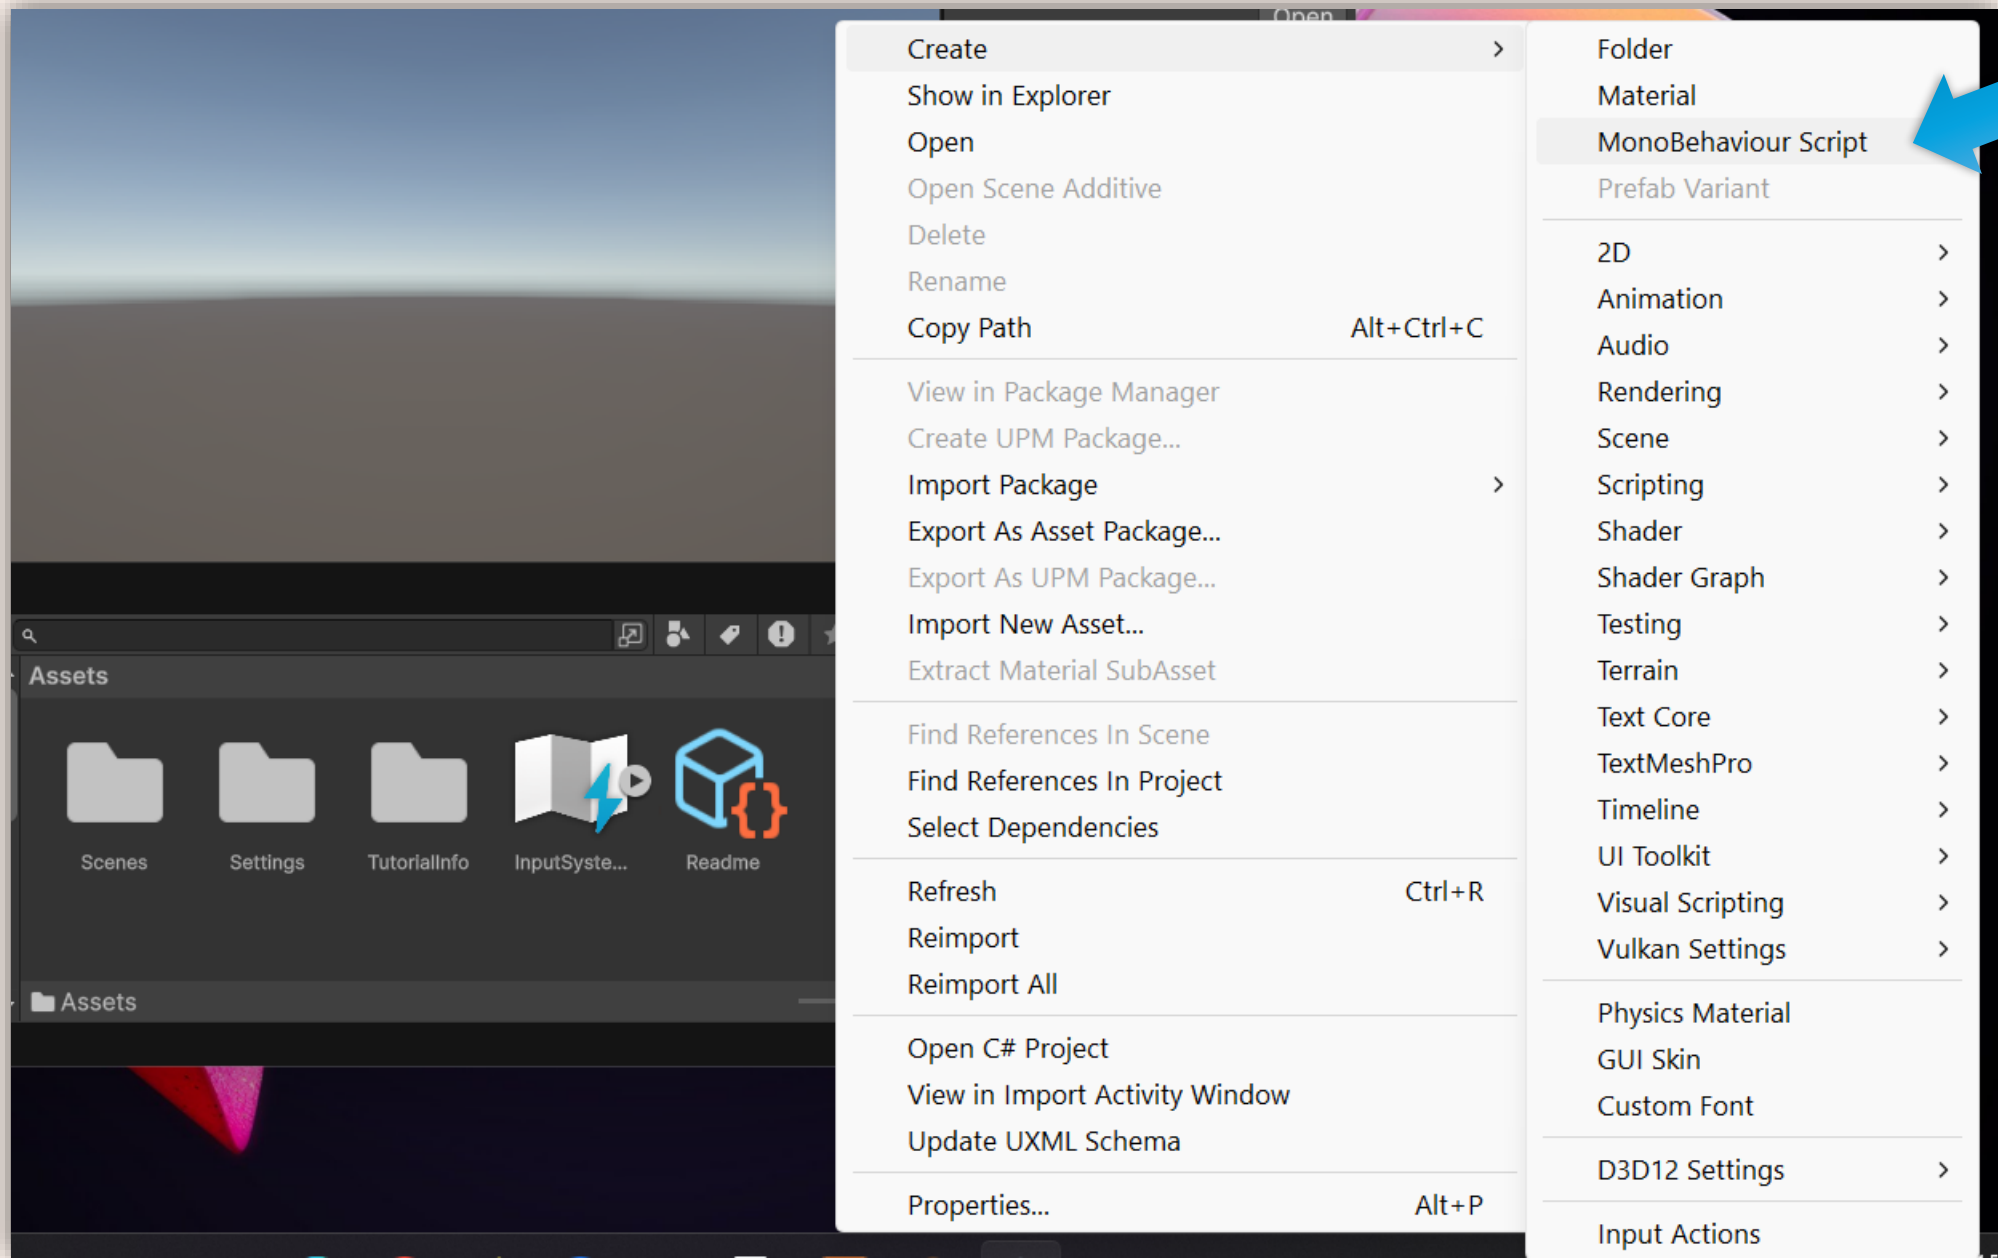 Open
Create
Show in Explorer
Open
Open Scene Additive
Delete
Rename
Copy Path Alt+Ctrl+C
View in Package Manager
Create UPM Package...
Import Package
Export As Asset Package...
Export As UPM Package...
Import New Asset...
Extract Material SubAsset
Find References In Scene
Find References In Project
Select Dependencies
Refresh Ctrl+R
Reimport
Reimport All
Open C# Project
View in Import Activity Window
Update UXML Schema
Properties... Alt+P
Folder
Material
MonoBehaviour Script
Prefab Variant
2D
Animation
Audio
Rendering
Scene
Scripting
Shader
Shader Graph
Testing
Terrain
Text Core
TextMeshPro
Timeline
UI Toolkit
Visual Scripting
Vulkan Settings
Physics Material
GUI Skin
Custom Font
D3D12 Settings
Input Actions
Assets
Scenes
Settings
TutorialInfo
InputSyste...
Readme
Assets